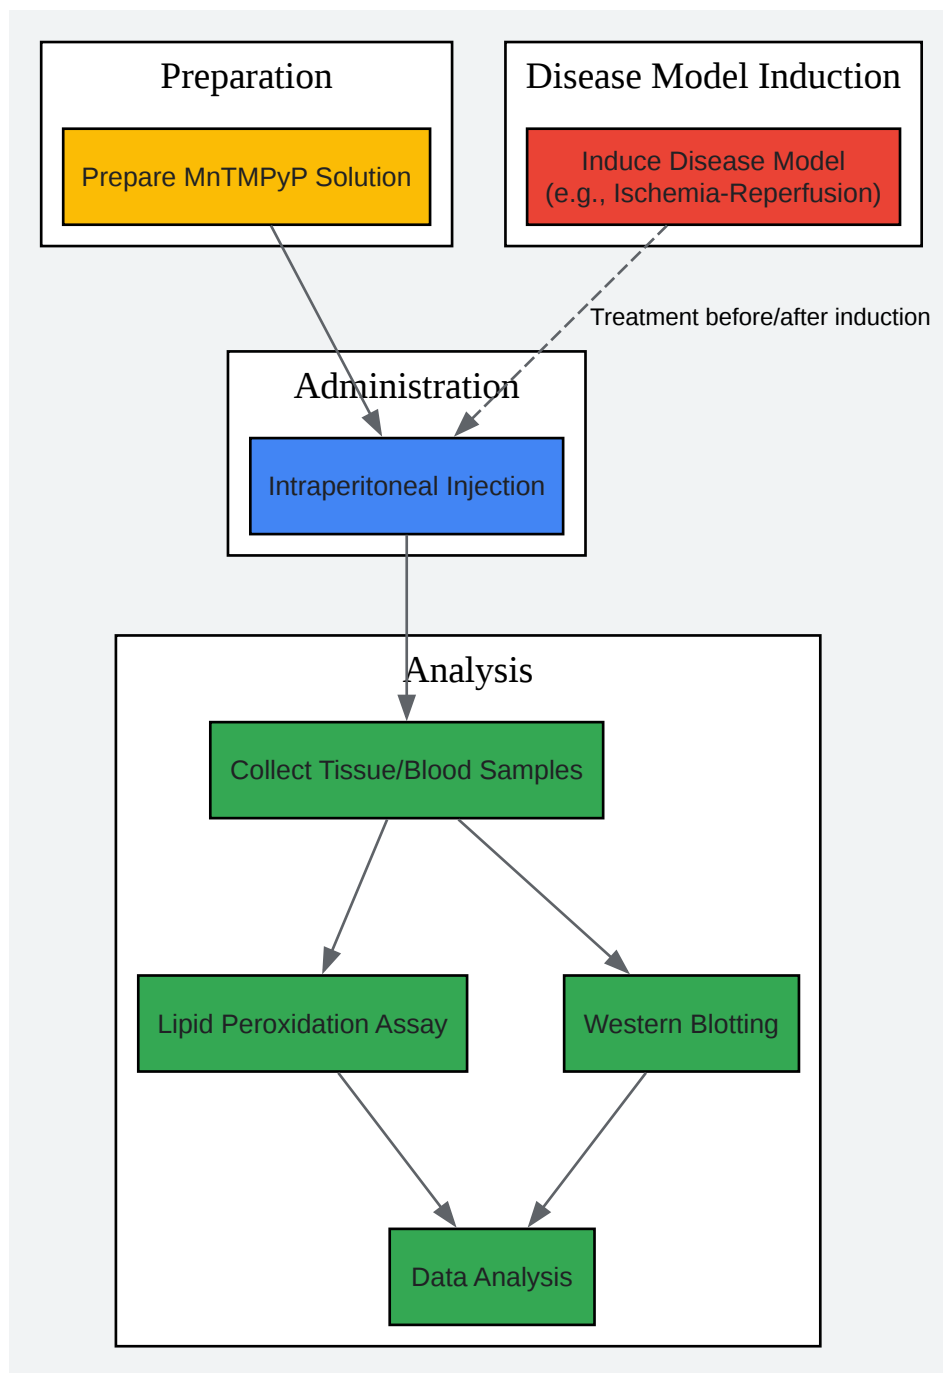 Preparation
Prepare MnTMPyP Solution
Disease Model Induction
Induce Disease Model
(e.g., Ischemia-Reperfusion)
Treatment before/after induction
Administration
Intraperitoneal Injection
Analysis
Collect Tissue/Blood Samples
Lipid Peroxidation Assay
Western Blotting
Data Analysis